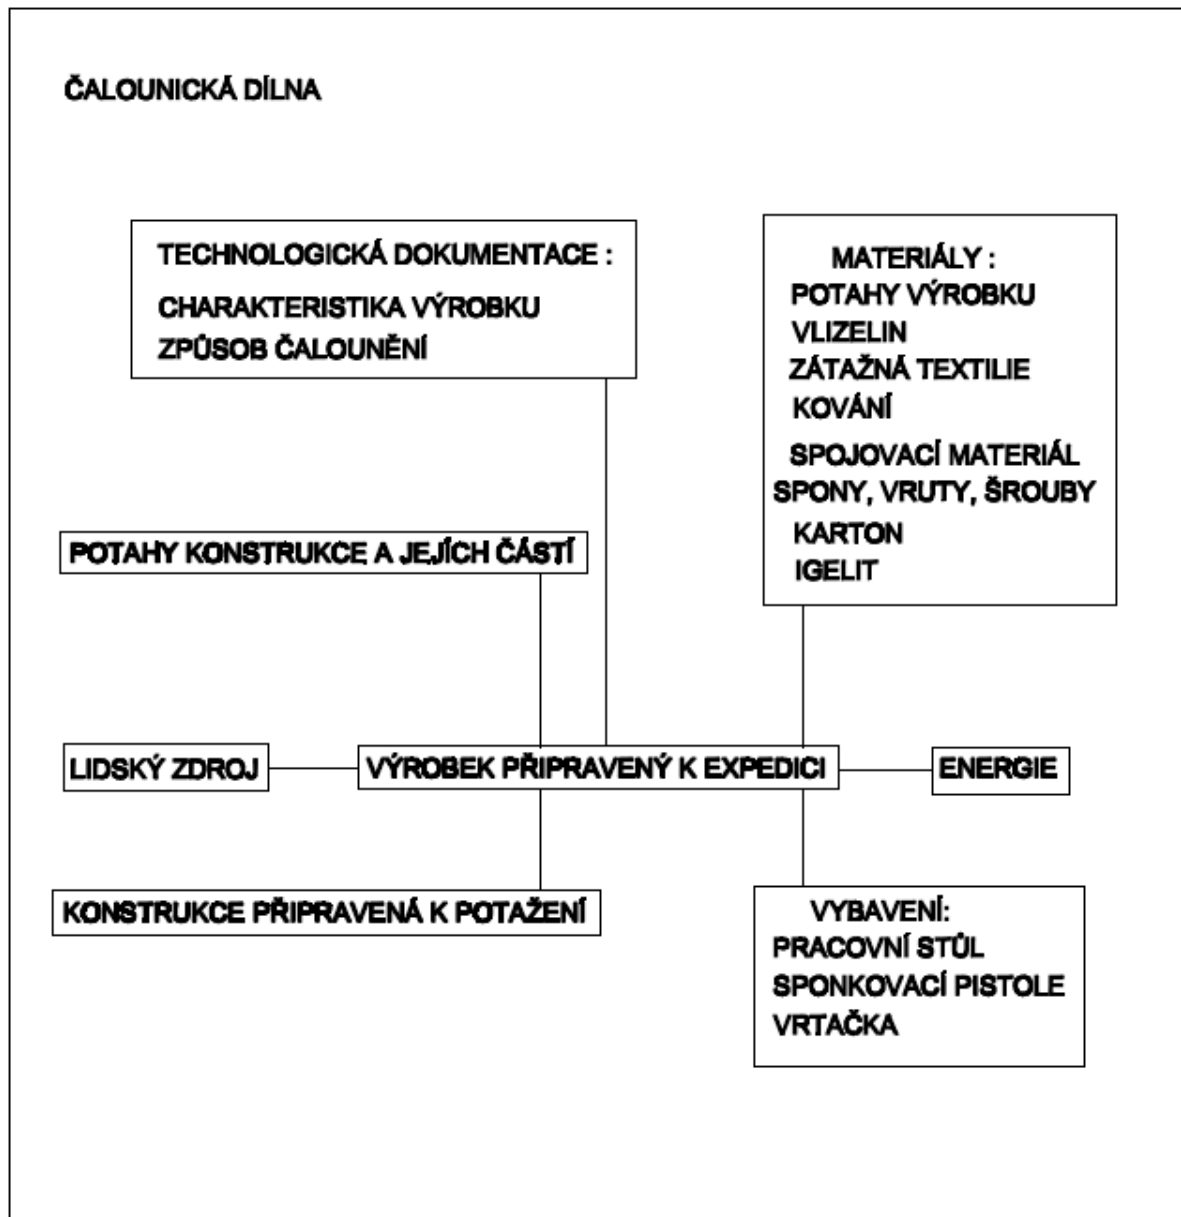 ČALOUNICKÁ DÍLNA
TECHNOLOGICKÁ DOKUMENTACE :
CHARAKTERISTIKA VÝROBKU
ZPŮSOB ČALOUNĚNÍ
MATERIÁLY :
POTAHY VÝROBKU
VLIZELIN
ZÁTAŽNÁ TEXTILIE
KOVÁNÍ
SPOJOVACÍ MATERIÁL
SPONY, VRUTY, ŠROUBY
KARTON
IGELIT
POTAHY KONSTRUKCE A JEJÍCH ČÁSTÍ
LIDSKÝ ZDROJ
VÝROBEK PŘIPRAVENÝ K EXPEDICI
ENERGIE
KONSTRUKCE PŘIPRAVENÁ K POTAŽENÍ
VYBAVENÍ:
PRACOVNÍ STŮL
SPONKOVACÍ PISTOLE
VRTAČKA